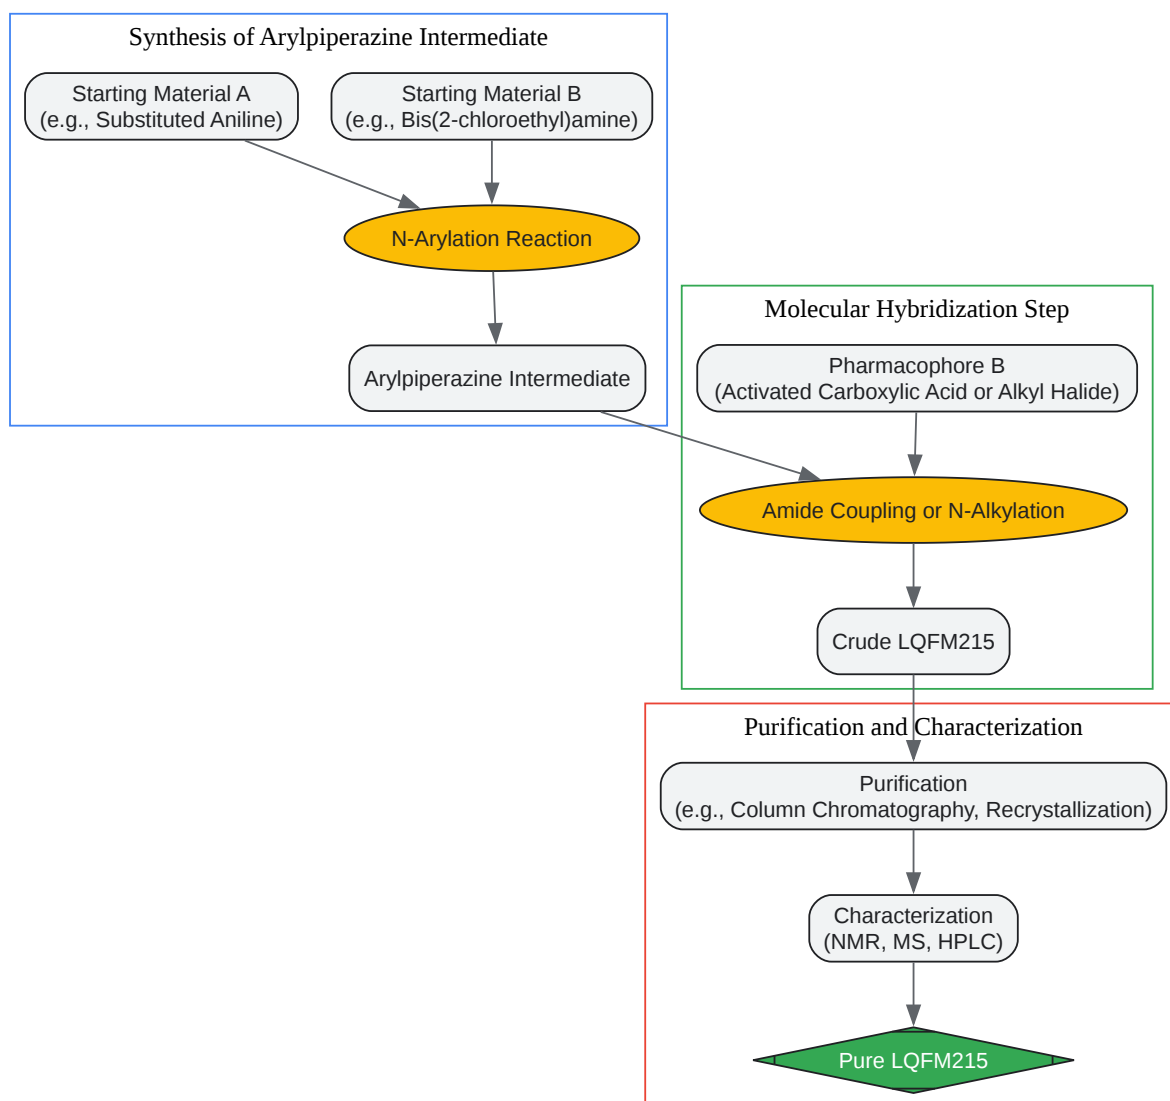 Synthesis of Arylpiperazine Intermediate
Starting Material A
(e.g., Substituted Aniline)
Starting Material B
(e.g., Bis(2-chloroethyl)amine)
N-Arylation Reaction
Arylpiperazine Intermediate
Molecular Hybridization Step
Pharmacophore B
(Activated Carboxylic Acid or Alkyl Halide)
Amide Coupling or N-Alkylation
Crude LQFM215
Purification and Characterization
Purification
(e.g., Column Chromatography, Recrystallization)
Characterization
(NMR, MS, HPLC)
Pure LQFM215